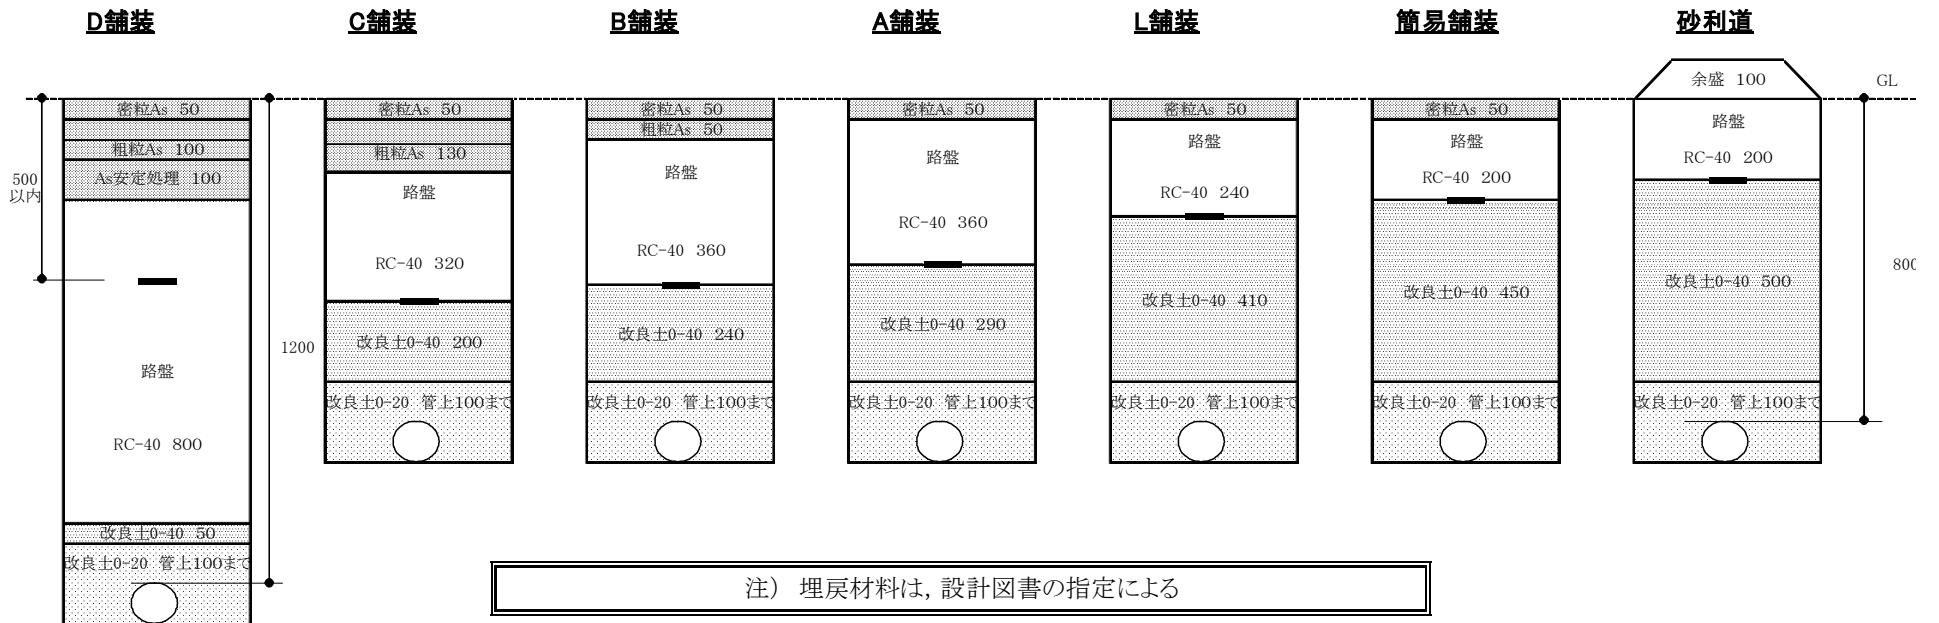 D舗装
C舗装
B舗装
A舗装
L舗装
簡易舗装
砂利道
余盛 100
GL
密粒As 50
粗粒As 100
As安定処理 100
500
以内
路盤
RC-40 800
改良土0-40 50
改良土0-20 管上100まで
1200
密粒As 50
粗粒As 130
路盤
RC-40 320
改良土0-40 200
改良土0-20 管上100まで
密粒As 50
粗粒As 50
路盤
RC-40 360
改良土0-40 240
改良土0-20 管上100まで
密粒As 50
路盤
RC-40 360
改良土0-40 290
改良土0-20 管上100まで
密粒As 50
路盤
RC-40 240
改良土0-40 410
改良土0-20 管上100まで
密粒As 50
路盤
RC-40 200
改良土0-40 450
改良土0-20 管上100まで
路盤
RC-40 200
改良土0-40 500
改良土0-20 管上100まで
800
注） 埋戻材料は，設計図書の指定による